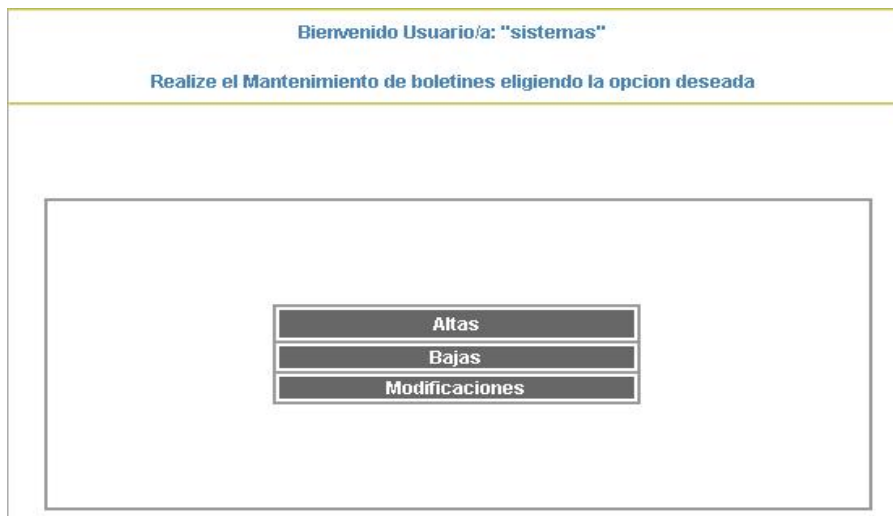 Bienvenido Usuario/a: "sistemas"
Realize el Mantenimiento de boletines eligiendo la opcion deseada
Altas
Bajas
Modificaciones